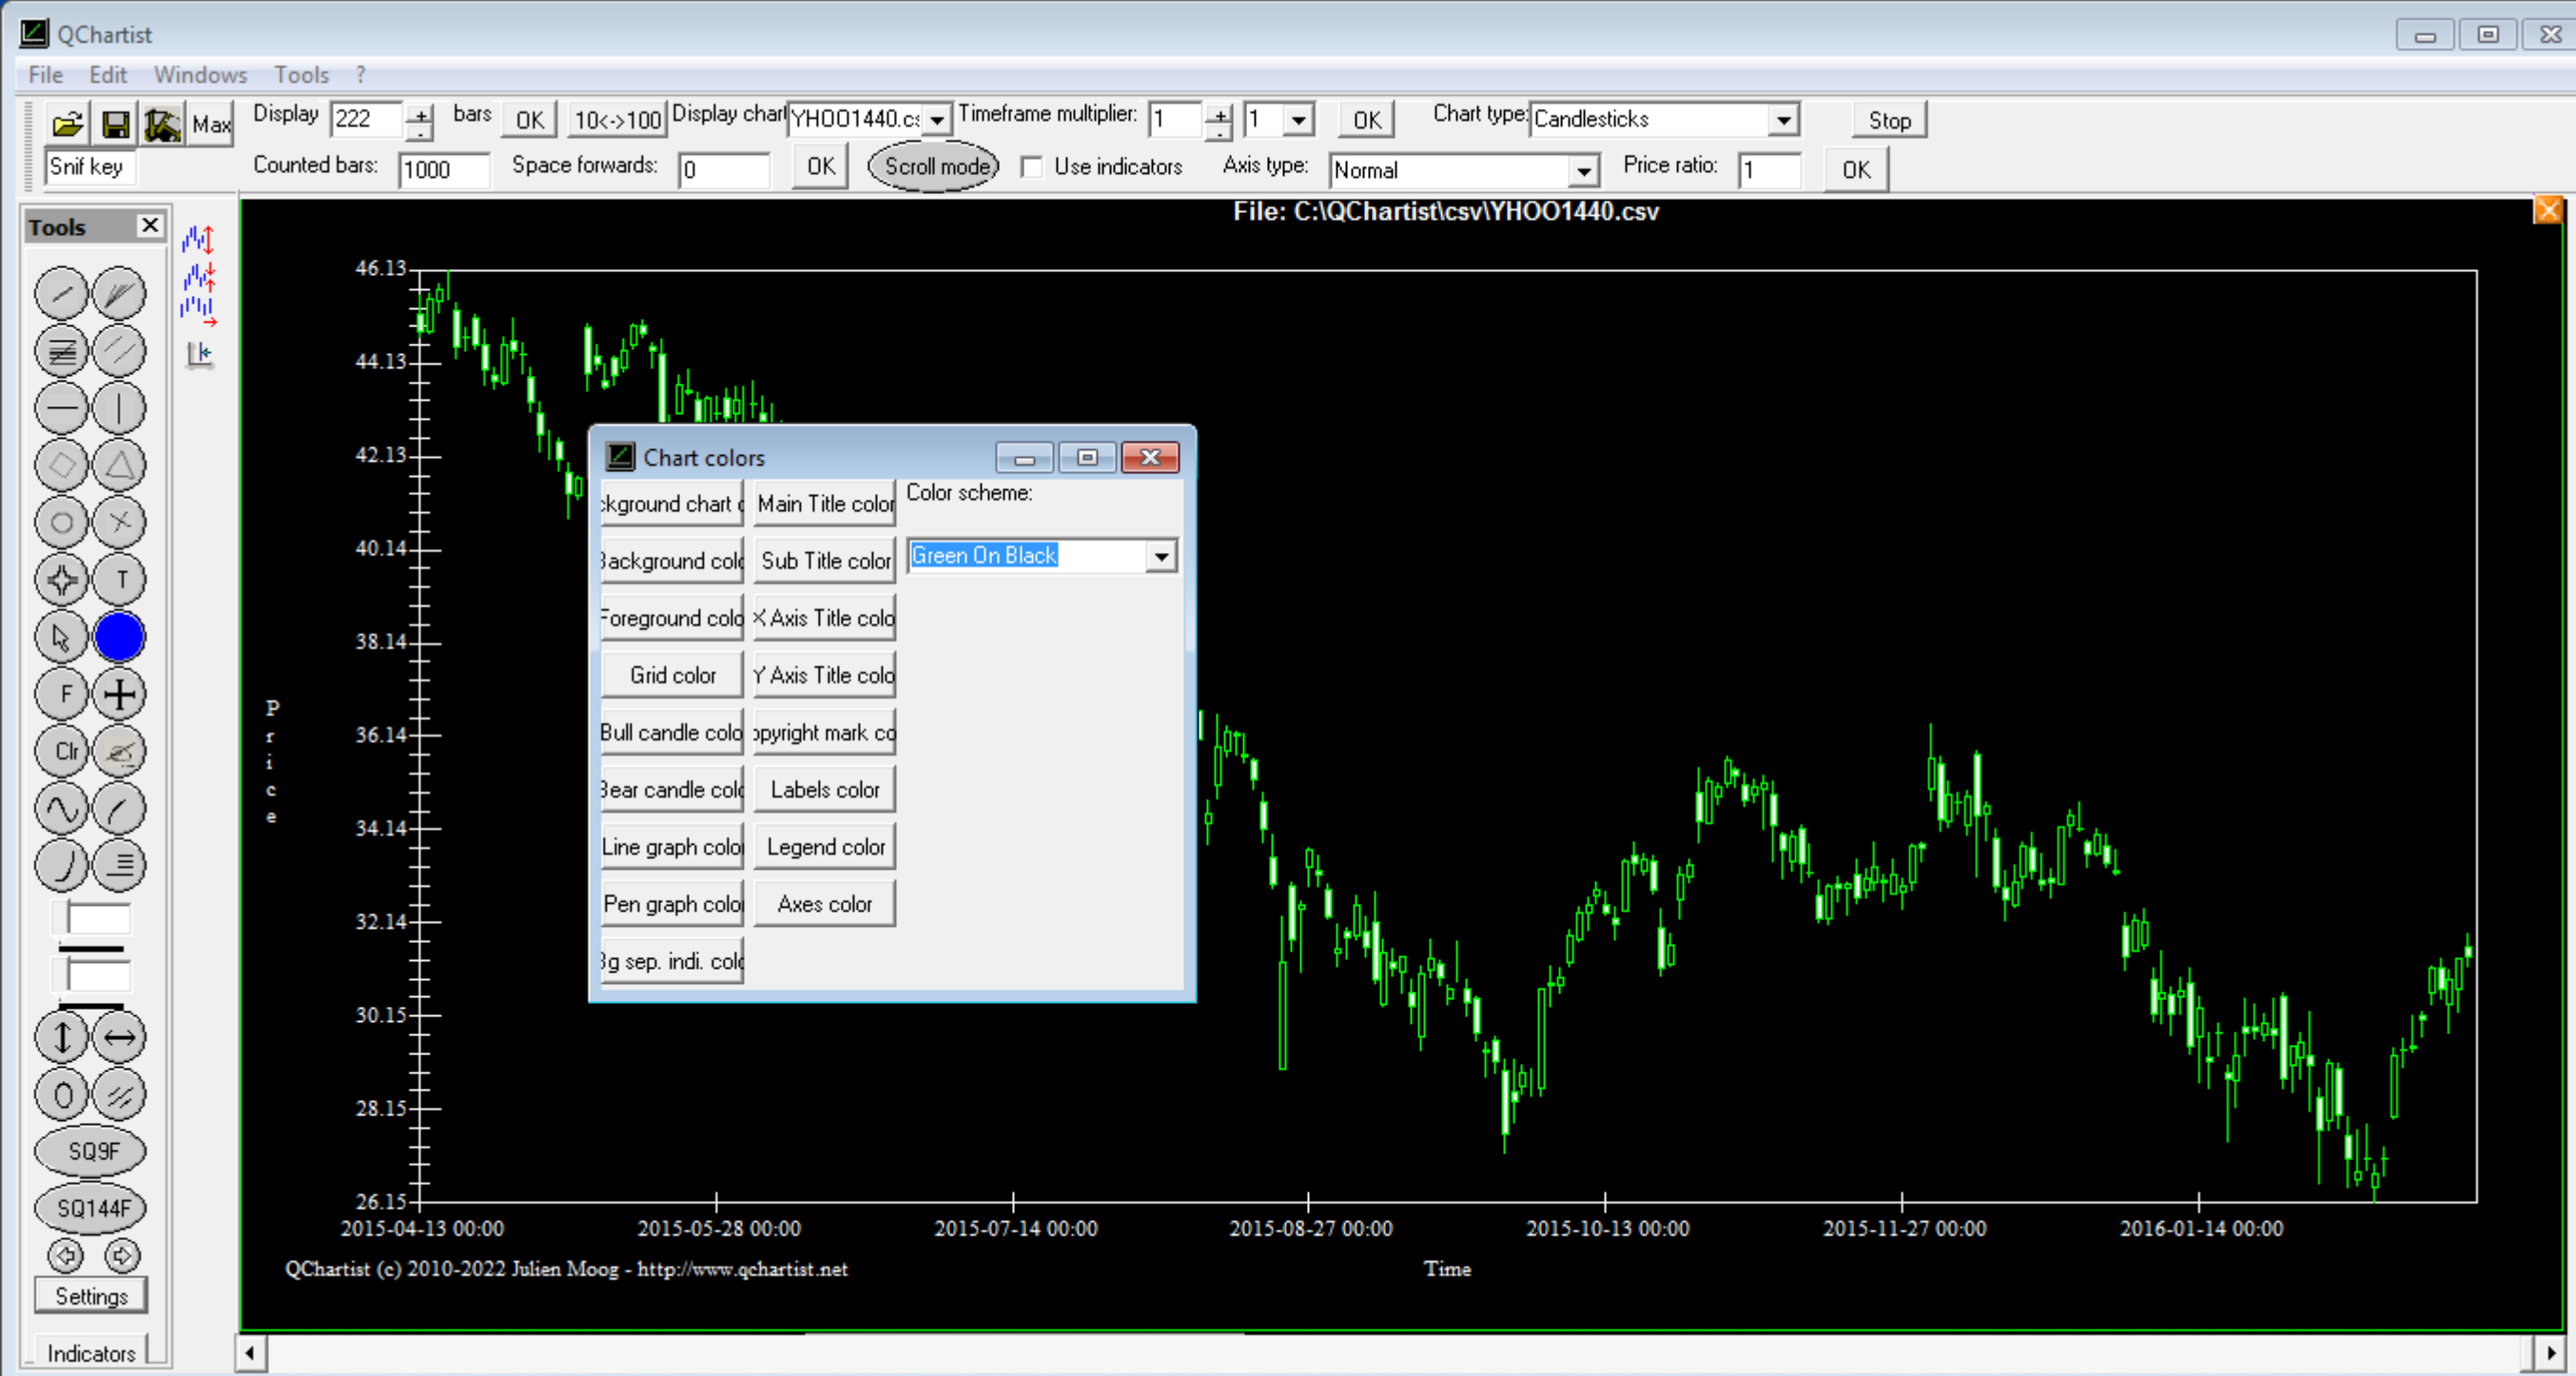 QChartist
File Edit Windows Tools ?
Max Display 222 + - bars OK 10<->100 Display chart YHOO1440.cs Timeframe multiplier: 1 + - 1 OK Chart type: Candlesticks Stop
Snif key Counted bars: 1000 Space forwards: 0 OK Scroll mode Use indicators Axis type: Normal Price ratio: 1 OK
Tools
T
F
Clr
SQ9F
SQ144F
Settings
Indicators
File: C:\QChartist\csv\YHOO1440.csv
46.13
44.13
42.13
40.14
38.14
36.14
34.14
32.14
30.15
28.15
26.15
Price
Chart colors
ckground chart c Main Title color Color scheme:
Background colo Sub Title color Green On Black
Foreground colo X Axis Title colo
Grid color Y Axis Title colo
Bull candle colo opyright mark co
Bear candle colo Labels color
Line graph color Legend color
Pen graph color Axes color
Bg sep. indi. colo
2015-04-13 00:00 2015-05-28 00:00 2015-07-14 00:00 2015-08-27 00:00 2015-10-13 00:00 2015-11-27 00:00 2016-01-14 00:00
QChartist (c) 2010-2022 Julien Moog - http://www.qchartist.net Time